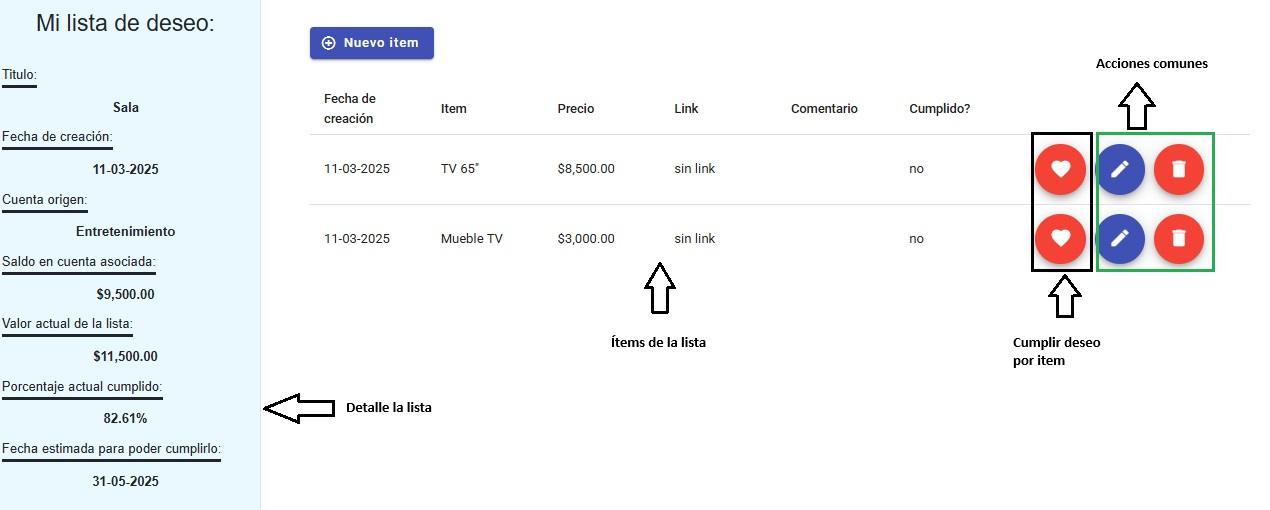 Mi lista de deseo:
Titulo:
Sala
Fecha de creación:
11-03-2025
Cuenta origen:
Entretenimiento
Saldo en cuenta asociada:
$9,500.00
Valor actual de la lista:
$11,500.00
Porcentaje actual cumplido:
82.61%
Fecha estimada para poder cumplirlo:
31-05-2025
Nuevo item
Acciones comunes
Fecha de creación Item Precio Link Comentario Cumplido?
11-03-2025 TV 65" $8,500.00 sin link no
11-03-2025 Mueble TV $3,000.00 sin link no
Ítems de la lista
Cumplir deseo
por item
Detalle la lista